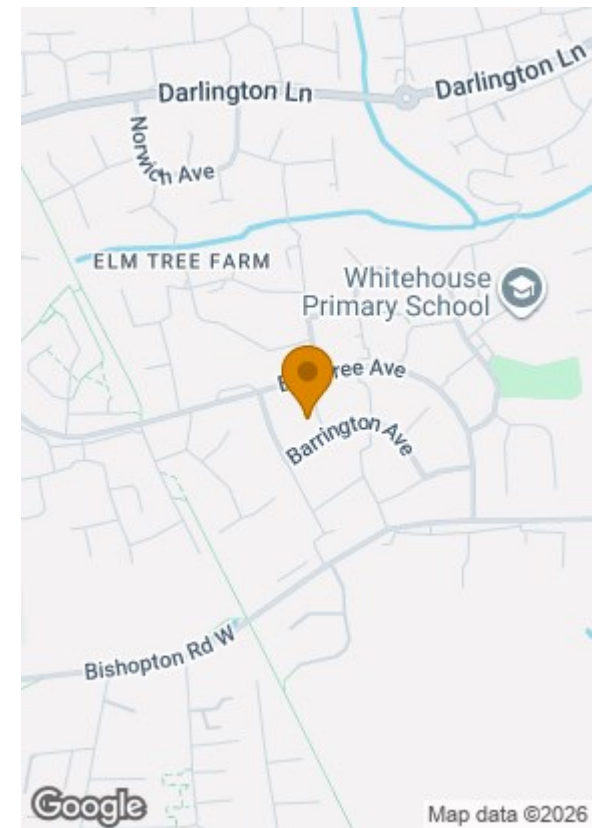 Darlington Ln
Darlington Ln
Norwich Ave
ELM TREE FARM
Whitehouse
Primary School
ree Ave
Barrington Ave
Bishopton Rd W
Google
Map data ©2026